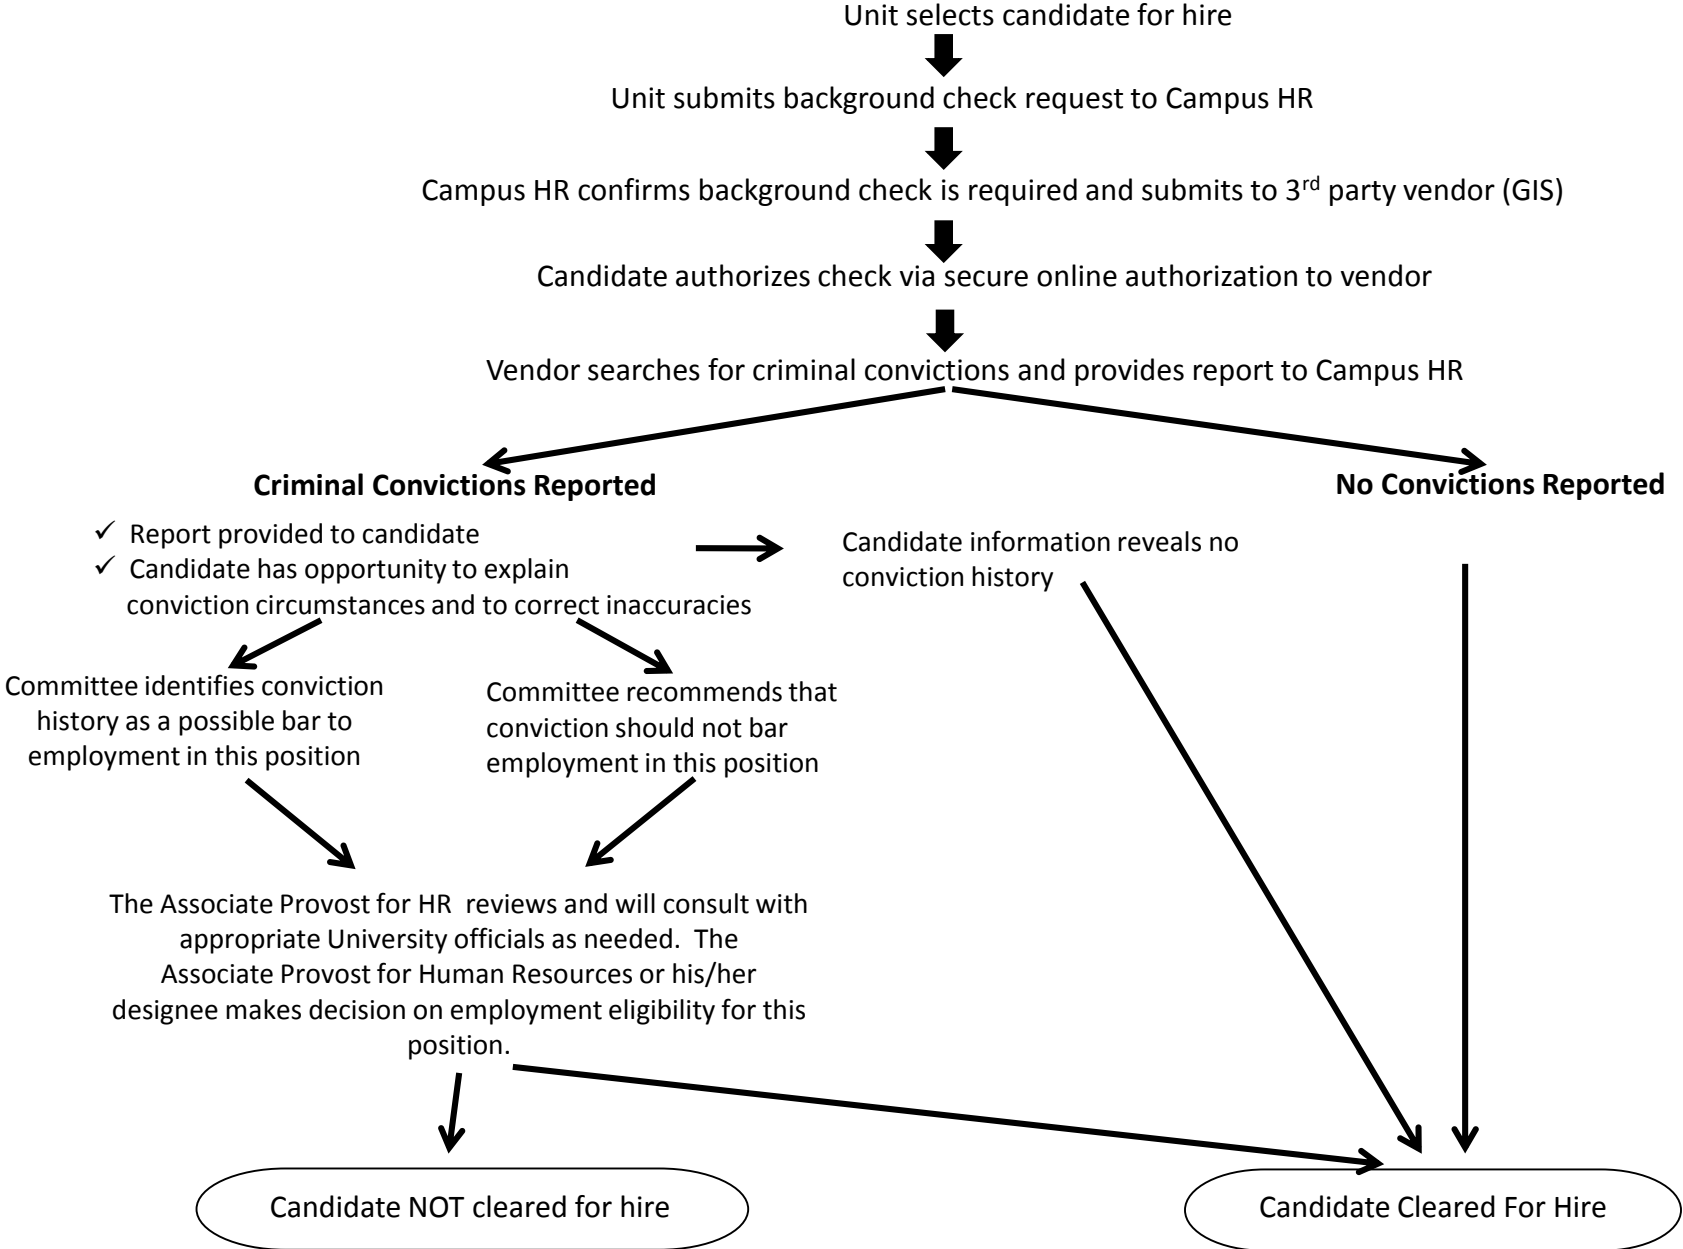 Unit selects candidate for hire
Unit submits background check request to Campus HR
Campus HR confirms background check is required and submits to 3rd party vendor (GIS)
Candidate authorizes check via secure online authorization to vendor
Vendor searches for criminal convictions and provides report to Campus HR
Criminal Convictions Reported
No Convictions Reported
✓ Report provided to candidate
✓ Candidate has opportunity to explain
conviction circumstances and to correct inaccuracies
Candidate information reveals no
conviction history
Committee identifies conviction
history as a possible bar to
employment in this position
Committee recommends that
conviction should not bar
employment in this position
The Associate Provost for HR  reviews and will consult with
appropriate University officials as needed.  The
Associate Provost for Human Resources or his/her
designee makes decision on employment eligibility for this
position.
Candidate NOT cleared for hire
Candidate Cleared For Hire